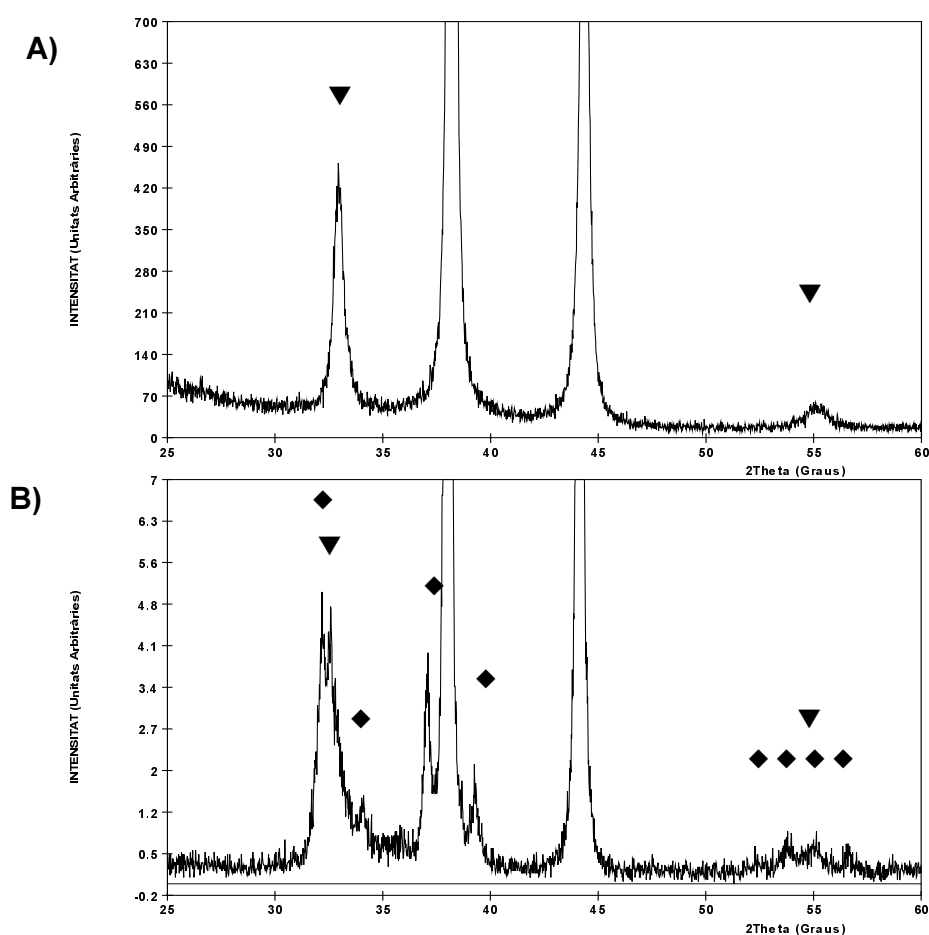 A)
INTENSITAT (Unitats Arbitràries)
700
630
560
490
420
350
280
210
140
70
0
25 30 35 40 45 50 55 60
2Theta (Graus)
B)
INTENSITAT (Unitats Arbitràries)
7
6.3
5.6
4.8
4.1
3.4
2.7
2
1.2
0.5
-0.2
25 30 35 40 45 50 55 60
2Theta (Graus)